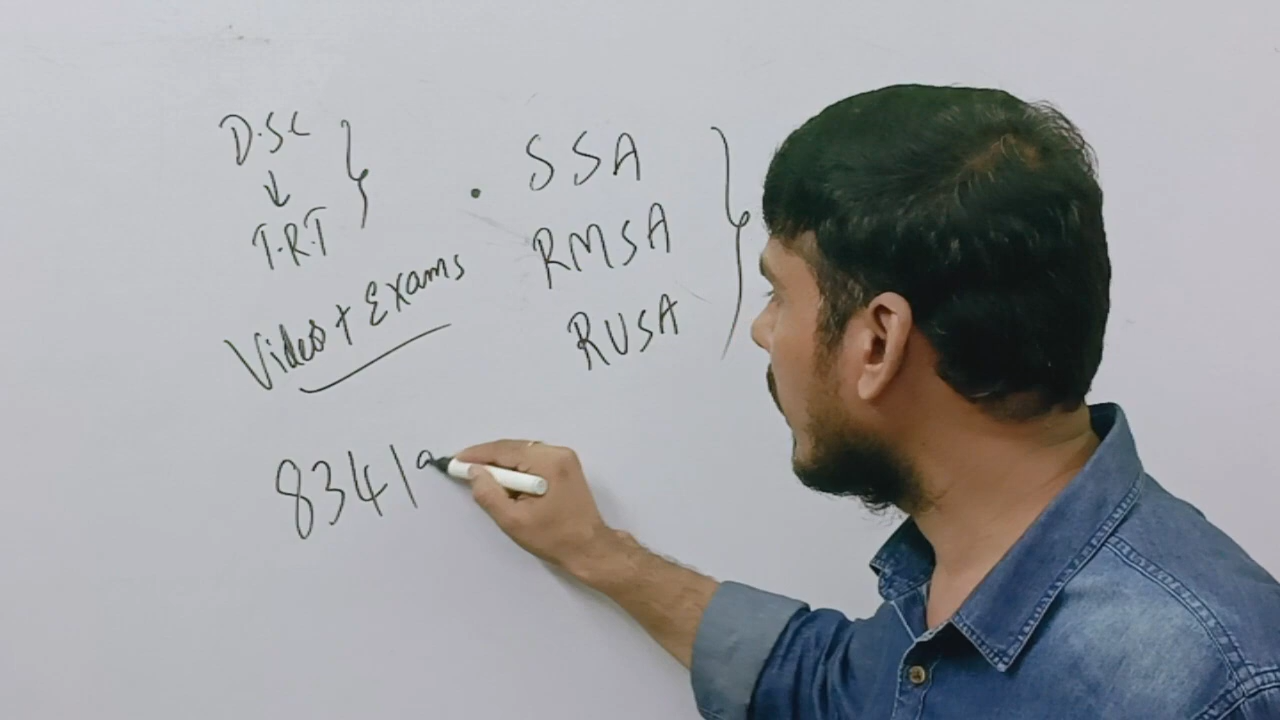 D.SC
↓
T.R.T
Video + Exams
. SSA
RMSA
RUSA
8341